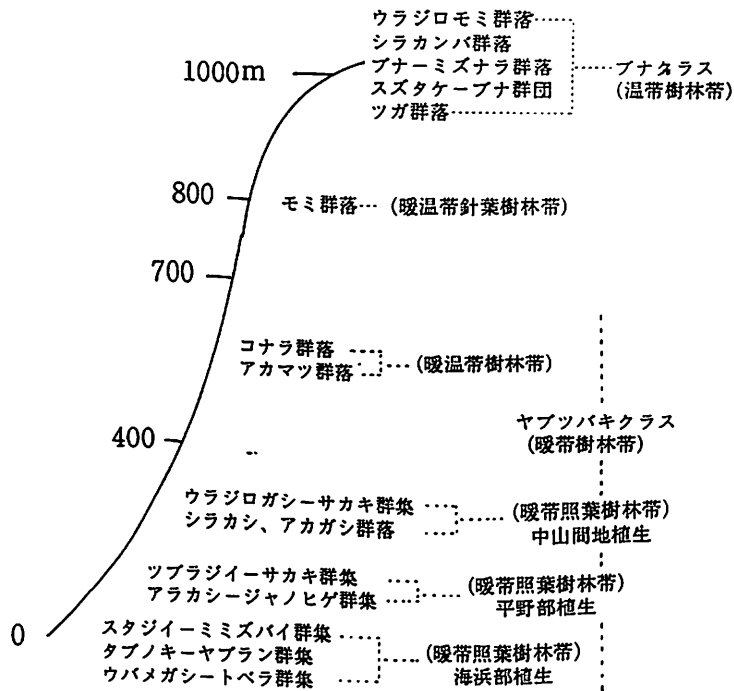 ウラジロモミ群落
シラカンバ群落
1000m
ブナーミズナラ群落
ブナクラス
スズタケーブナ群団
(温帯樹林帯)
ツガ群落
800
モミ群落
(暖温帯針葉樹林帯)
700
コナラ群落
アカマツ群落
(暖温帯樹林帯)
ヤブツバキクラス
(暖帯樹林帯)
400
ウラジロガシーサカキ群集
シラカシ、アカガシ群落
(暖帯照葉樹林帯)
中山間地植生
ツブラジイーサカキ群集
アラカシージャノヒゲ群集
(暖帯照葉樹林帯)
平野部植生
0
スタジイーミミズバイ群集
タブノキーヤブラン群集
ウバメガシートベラ群集
(暖帯照葉樹林帯)
海浜部植生